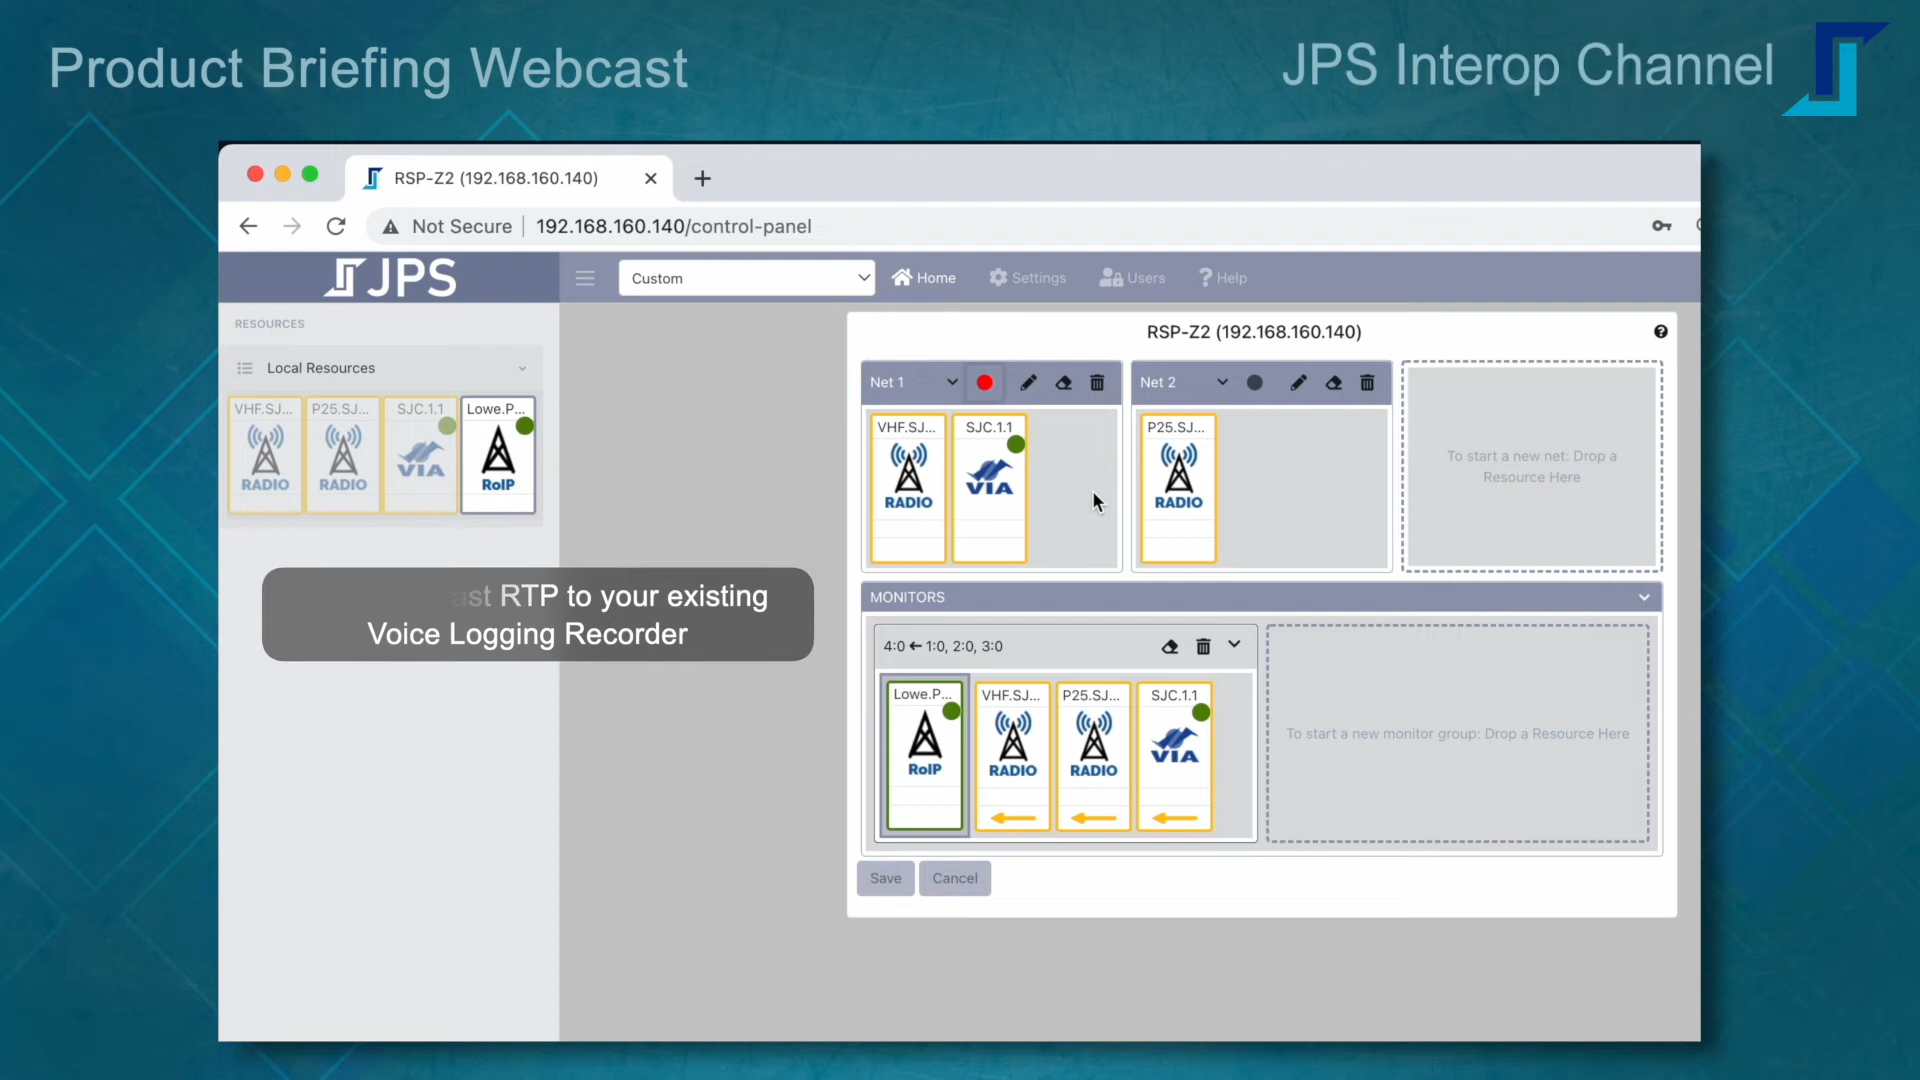 Product Briefing Webcast
JPS Interop Channel
RSP-Z2 (192.168.160.140)
Not Secure
192.168.160.140/control-panel
JPS
Custom
Home
Settings
Users
Help
RESOURCES
Local Resources
VHF.SJ...
RADIO
P25.SJ...
RADIO
SJC.1.1
VIA
Lowe.P...
RoIP
RTP to your existing
Voice Logging Recorder
RSP-Z2 (192.168.160.140)
Net 1
VHF.SJ...
RADIO
SJC.1.1
VIA
Net 2
P25.SJ...
RADIO
To start a new net: Drop a
Resource Here
MONITORS
4:0 ← 1:0, 2:0, 3:0
Lowe.P...
RoIP
VHF.SJ...
RADIO
P25.SJ...
RADIO
SJC.1.1
VIA
To start a new monitor group: Drop a Resource Here
Save
Cancel